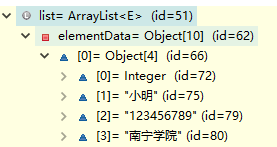 list= ArrayList<E> (id=51)
elementData= Object[10] (id=62)
[0]= Object[4] (id=66)
[0]= Integer (id=72)
[1]= "小明" (id=75)
[2]= "123456789" (id=79)
[3]= "南宁学院" (id=80)